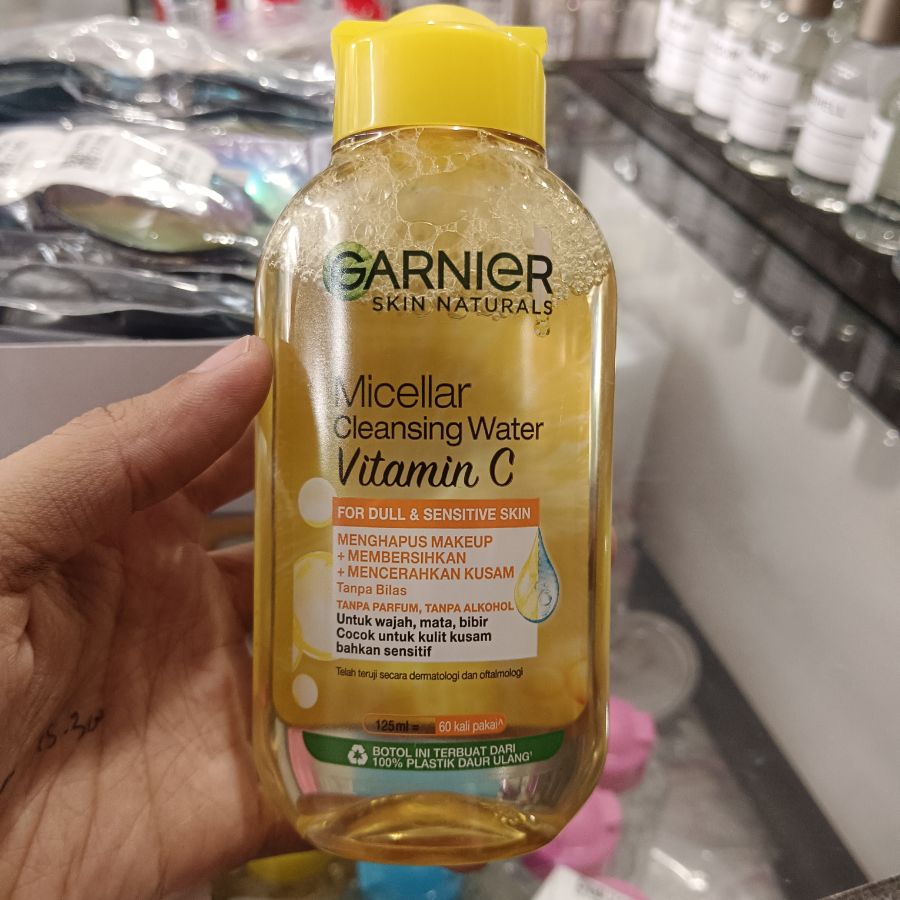 GARNIER
SKIN NATURALS
Micellar
Cleansing Water
Vitamin C
FOR DULL & SENSITIVE SKIN
MENGHAPUS MAKEUP
+ MEMBERSIHKAN
+ MENCERAHKAN KUSAM
Tanpa Bilas
TANPA PARFUM, TANPA ALKOHOL
Untuk wajah, mata, bibir
Cocok untuk kulit kusam
bahkan sensitif
Telah teruji secara dermatologi dan oftalmologi
125ml = 60 kali pakai^
BOTOL INI TERBUAT DARI
100% PLASTIK DAUR ULANG¹